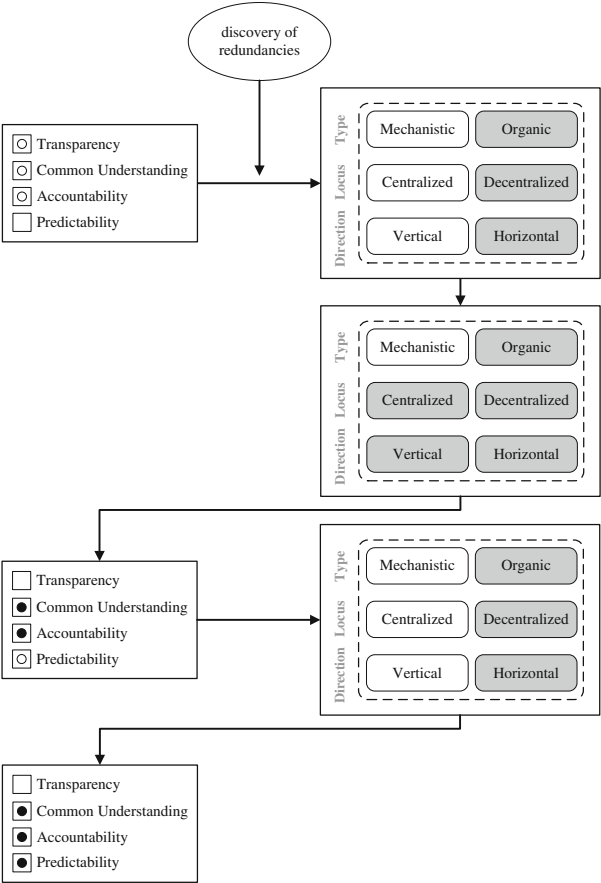 discovery of
redundancies
Transparency
Common Understanding
Accountability
Predictability
Type
Mechanistic
Organic
Locus
Centralized
Decentralized
Direction
Vertical
Horizontal
Type
Mechanistic
Organic
Locus
Centralized
Decentralized
Direction
Vertical
Horizontal
Transparency
Common Understanding
Accountability
Predictability
Type
Mechanistic
Organic
Locus
Centralized
Decentralized
Direction
Vertical
Horizontal
Transparency
Common Understanding
Accountability
Predictability